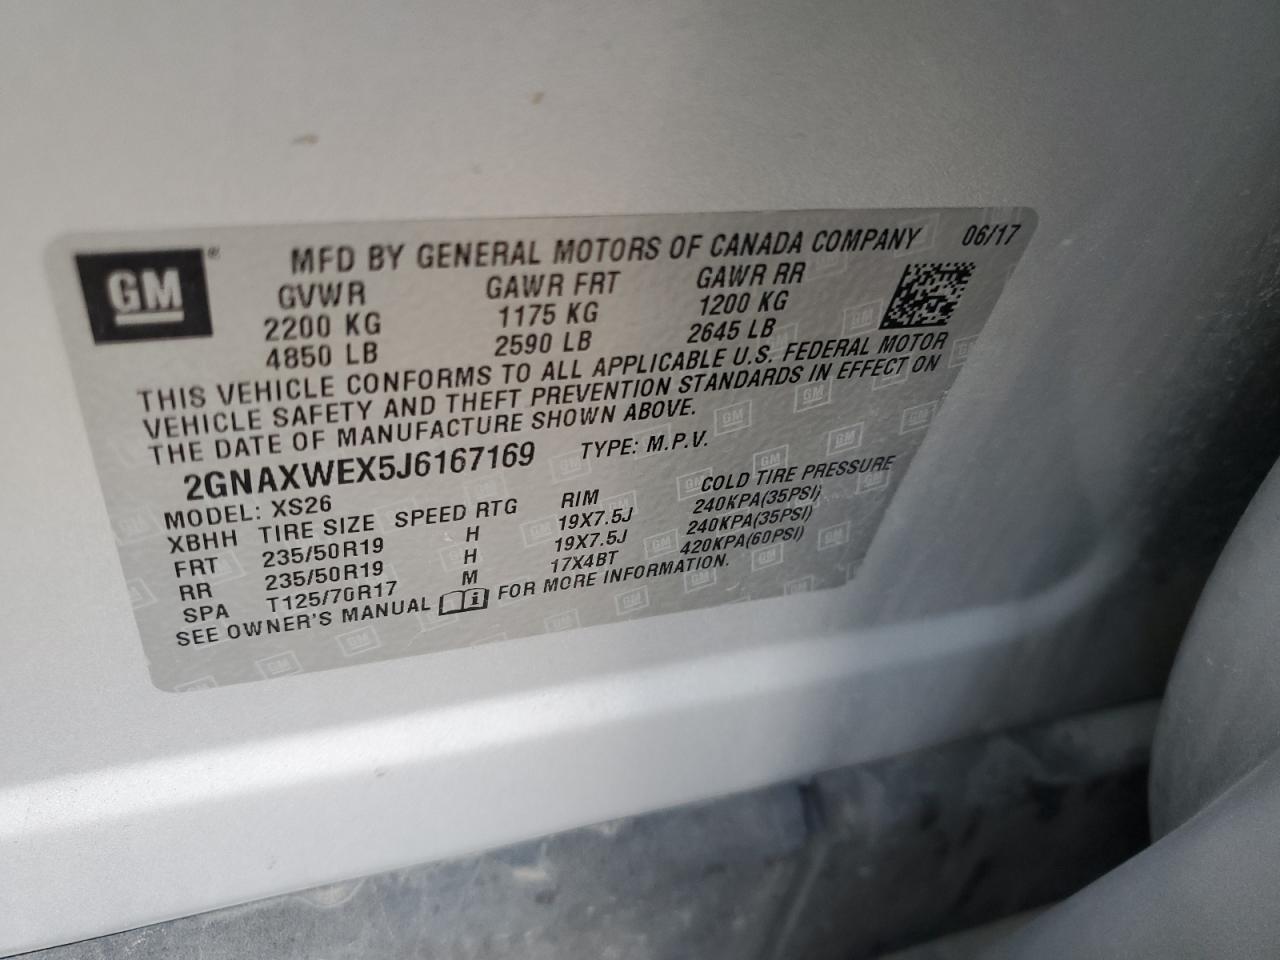 GM ® MFD BY GENERAL MOTORS OF CANADA COMPANY 06/17
GVWR GAWR FRT GAWR RR
2200 KG 1175 KG 1200 KG
4850 LB 2590 LB 2645 LB
THIS VEHICLE CONFORMS TO ALL APPLICABLE U.S. FEDERAL MOTOR
VEHICLE SAFETY AND THEFT PREVENTION STANDARDS IN EFFECT ON
THE DATE OF MANUFACTURE SHOWN ABOVE.
2GNAXWEX5J6167169 TYPE: M.P.V.
MODEL: XS26
XBHH TIRE SIZE SPEED RTG RIM COLD TIRE PRESSURE
FRT 235/50R19 H 19X7.5J 240KPA(35PSI)
RR 235/50R19 H 19X7.5J 240KPA(35PSI)
SPA T125/70R17 M 17X4BT 420KPA(60PSI)
SEE OWNER'S MANUAL i FOR MORE INFORMATION.